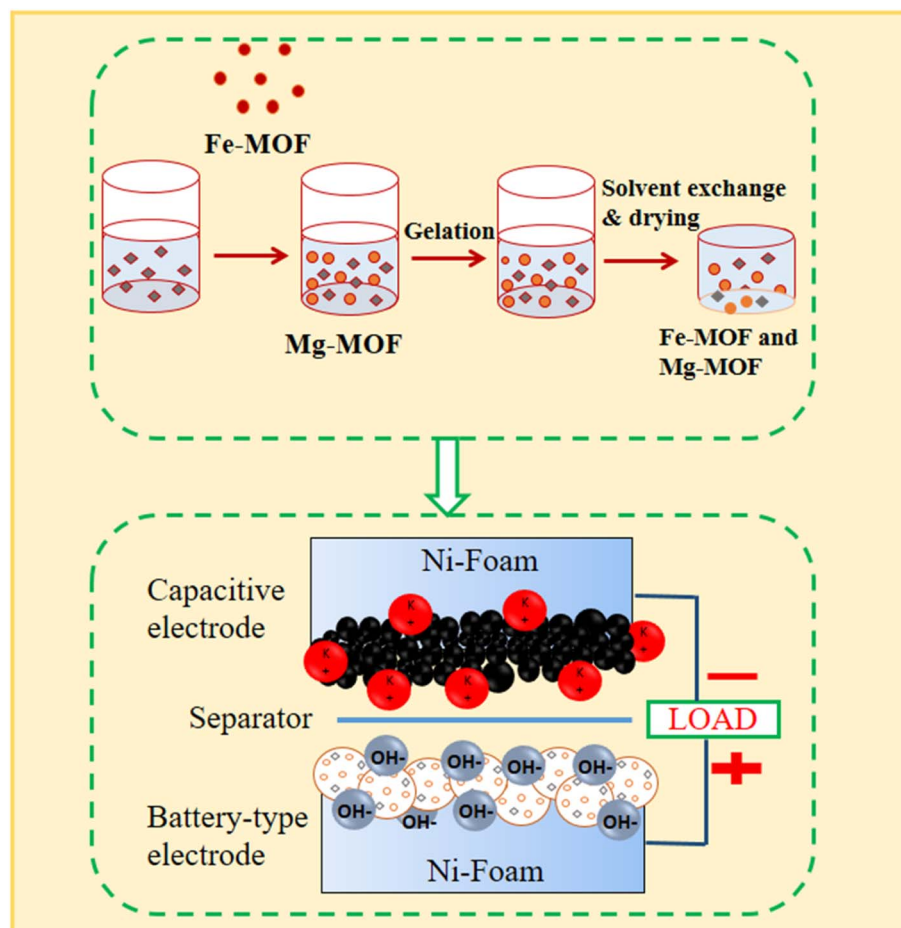 Fe-MOF
Gelation
Solvent exchange
& drying
Mg-MOF
Fe-MOF and
Mg-MOF
Ni-Foam
Capacitive
electrode
K
+
K
+
K
+
K
+
K
+
K
+
K
+
Separator
LOAD
OH-
OH-
OH-
OH-
OH-
OH-
OH-
OH-
Battery-type
electrode
Ni-Foam